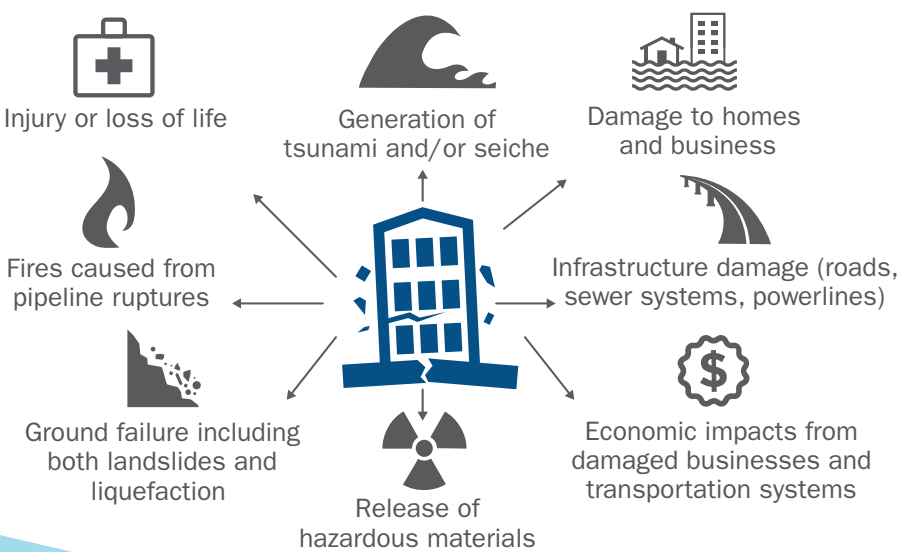 Injury or loss of life
Generation of
tsunami and/or seiche
Damage to homes
and business
Fires caused from
pipeline ruptures
Infrastructure damage (roads,
sewer systems, powerlines)
$
Ground failure including
both landslides and
liquefaction
Economic impacts from
damaged businesses and
transportation systems
Release of
hazardous materials